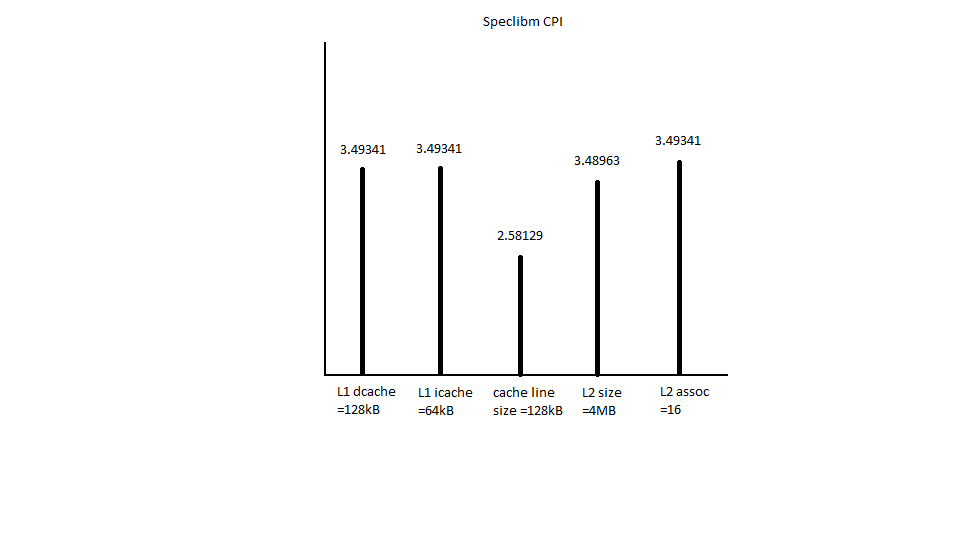 Speclibm CPI
3.49341
3.49341
2.58129
3.48963
3.49341
L1 dcache
=128kB
L1 icache
=64kB
cache line
size =128kB
L2 size
=4MB
L2 assoc
=16